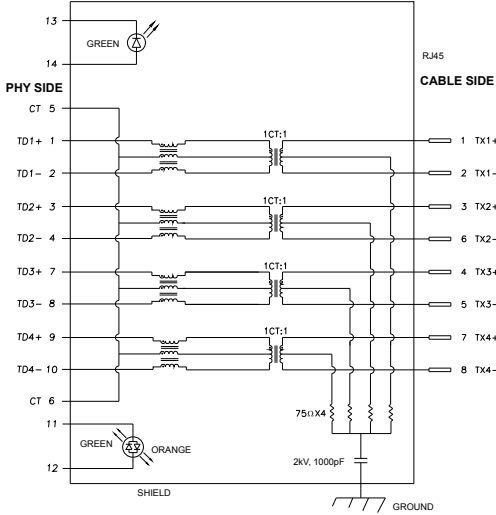 13
GREEN
14
RJ45
PHY SIDE
CABLE SIDE
CT 5
TD1+ 1
1CT:1
1 TX1+
TD1- 2
2 TX1-
TD2+ 3
1CT:1
3 TX2+
TD2- 4
6 TX2-
TD3+ 7
1CT:1
4 TX3+
TD3- 8
5 TX3-
TD4+ 9
1CT:1
7 TX4+
TD4- 10
8 TX4-
CT 6
75ΩX4
11
GREEN
ORANGE
12
2kV, 1000pF
SHIELD
GROUND